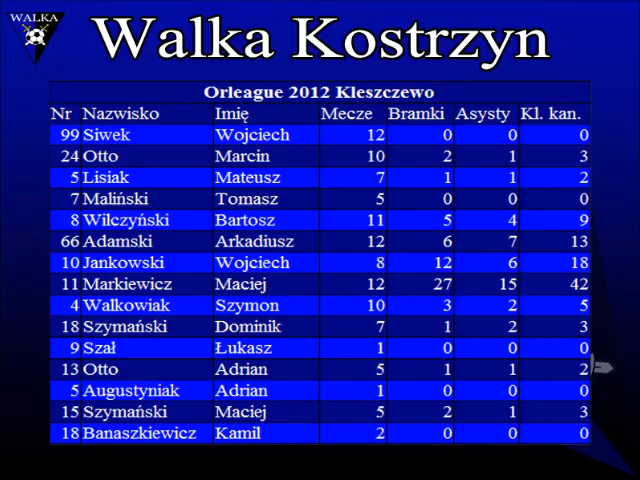 WALKA
Walka Kostrzyn
Orleague 2012 Kleszczewo
Nr Nazwisko Imię Mecze Bramki Asysty Kl. kan.
99 Siwek Wojciech 12 0 0 0
24 Otto Marcin 10 2 1 3
5 Lisiak Mateusz 7 1 1 2
7 Maliński Tomasz 5 0 0 0
8 Wilczyński Bartosz 11 5 4 9
66 Adamski Arkadiusz 12 6 7 13
10 Jankowski Wojciech 8 12 6 18
11 Markiewicz Maciej 12 27 15 42
4 Walkowiak Szymon 10 3 2 5
18 Szymański Dominik 7 1 2 3
9 Szał Łukasz 1 0 0 0
13 Otto Adrian 5 1 1 2
5 Augustyniak Adrian 1 0 0 0
15 Szymański Maciej 5 2 1 3
18 Banaszkiewicz Kamil 2 0 0 0